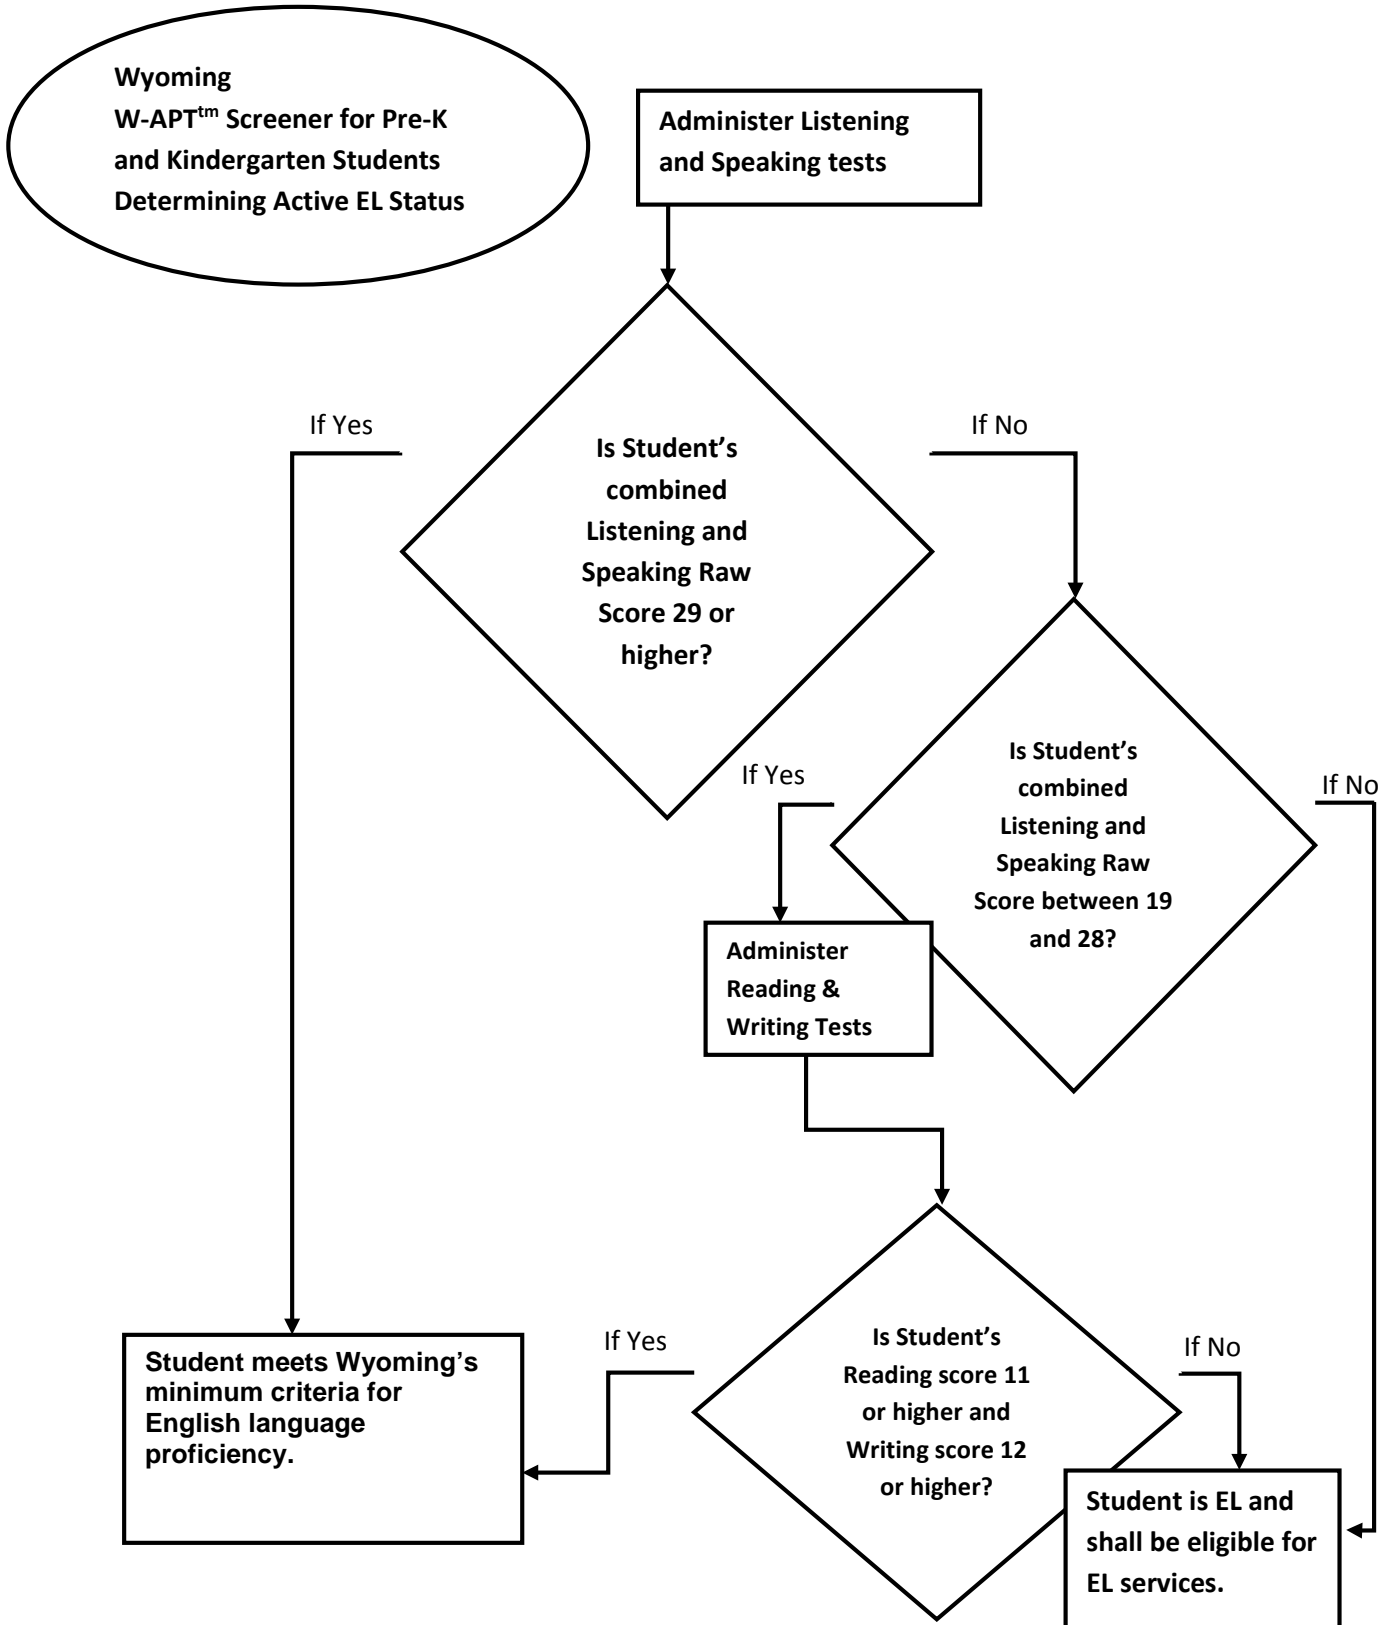 Wyoming
W-APTtm Screener for Pre-K
and Kindergarten Students
Determining Active EL Status
Administer Listening
and Speaking tests
If Yes
If No
Is Student’s
combined
Listening and
Speaking Raw
Score 29 or
higher?
If Yes
If No
Is Student’s
combined
Listening and
Speaking Raw
Score between 19
and 28?
Administer
Reading &
Writing Tests
If Yes
If No
Is Student’s
Reading score 11
or higher and
Writing score 12
or higher?
Student meets Wyoming’s
minimum criteria for
English language
proficiency.
Student is EL and
shall be eligible for
EL services.